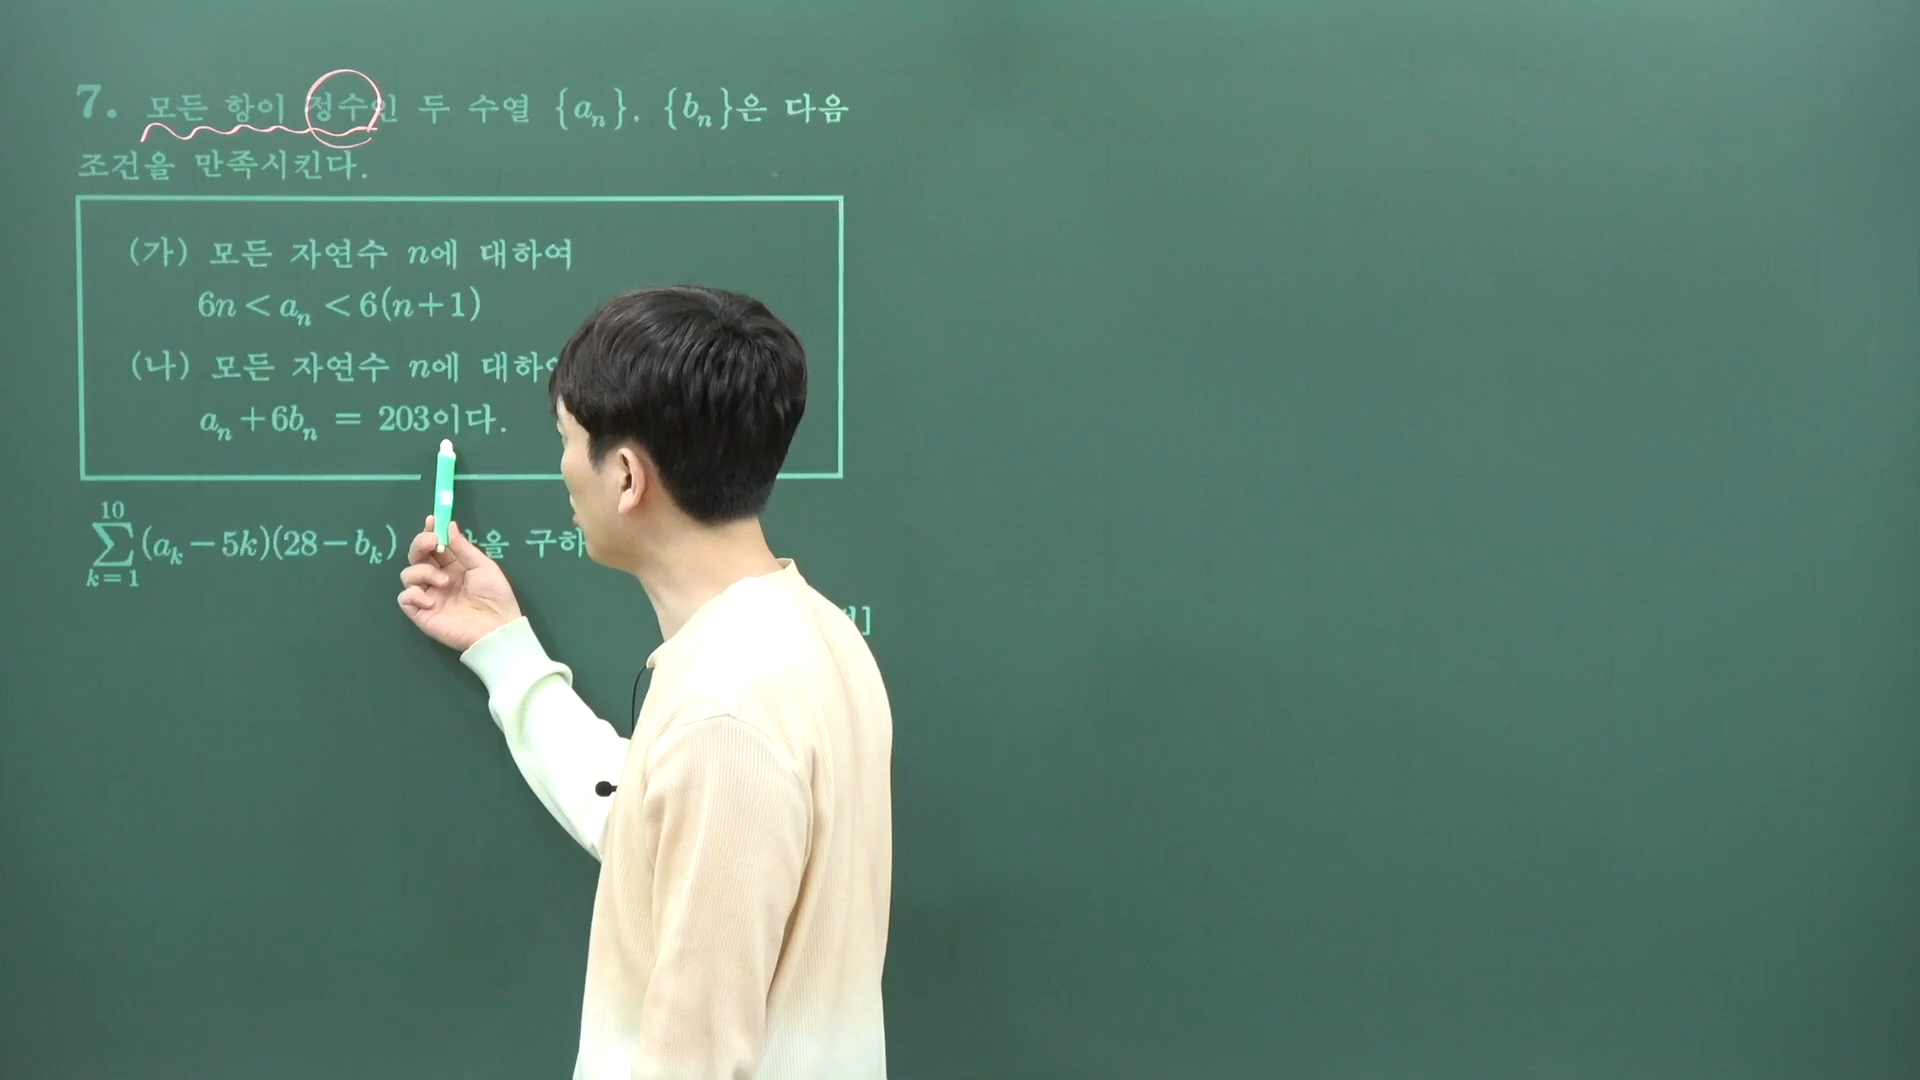 7. 모든 항이 정수인 두 수열 {aₙ}, {bₙ}은 다음
조건을 만족시킨다.
(가) 모든 자연수 n에 대하여
6n < aₙ < 6(n+1)
(나) 모든 자연수 n에 대하
aₙ + 6bₙ = 203이다.
10
∑(aₖ − 5k)(28 − bₖ) 을 구하
k=1
]